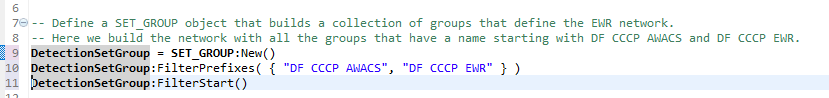 6
7 -- Define a SET_GROUP object that builds a collection of groups that define the EWR network.
8 -- Here we build the network with all the groups that have a name starting with DF CCCP AWACS and DF CCCP EWR.
9 DetectionSetGroup = SET_GROUP:New()
10 DetectionSetGroup:FilterPrefixes( { "DF CCCP AWACS", "DF CCCP EWR" } )
11 DetectionSetGroup:FilterStart()
12